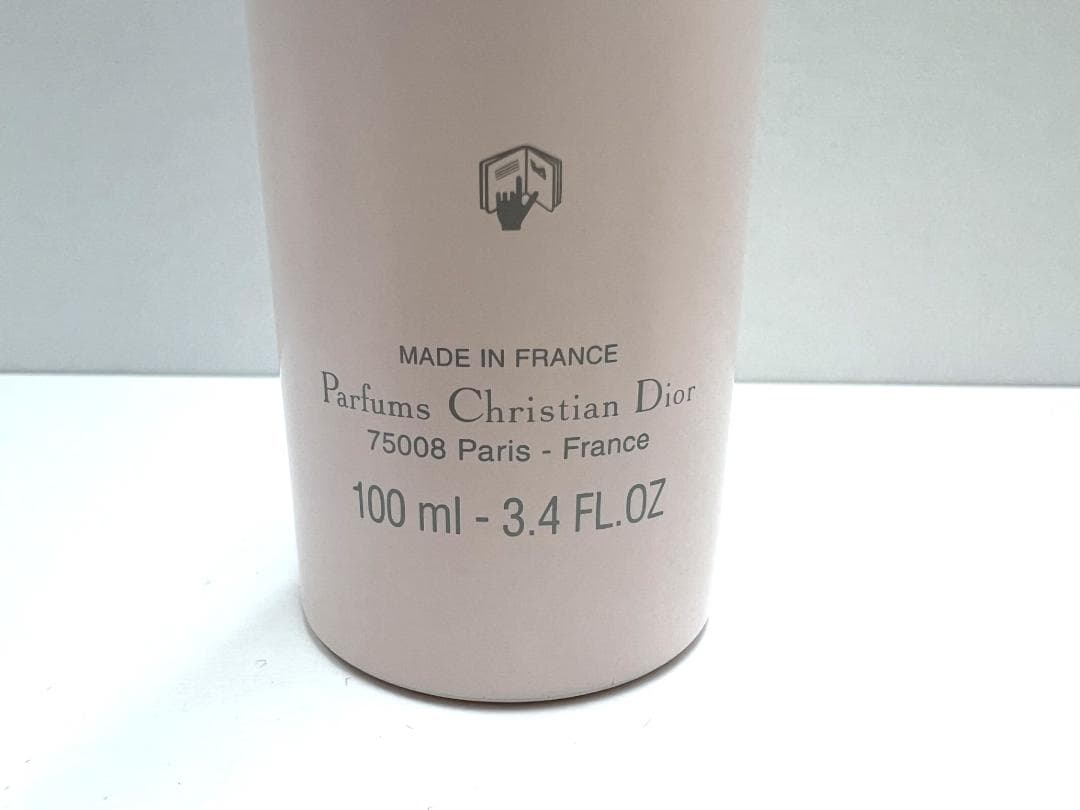 MADE IN FRANCE
Parfums Christian Dior
75008 Paris - France
100 ml - 3.4 FL.OZ